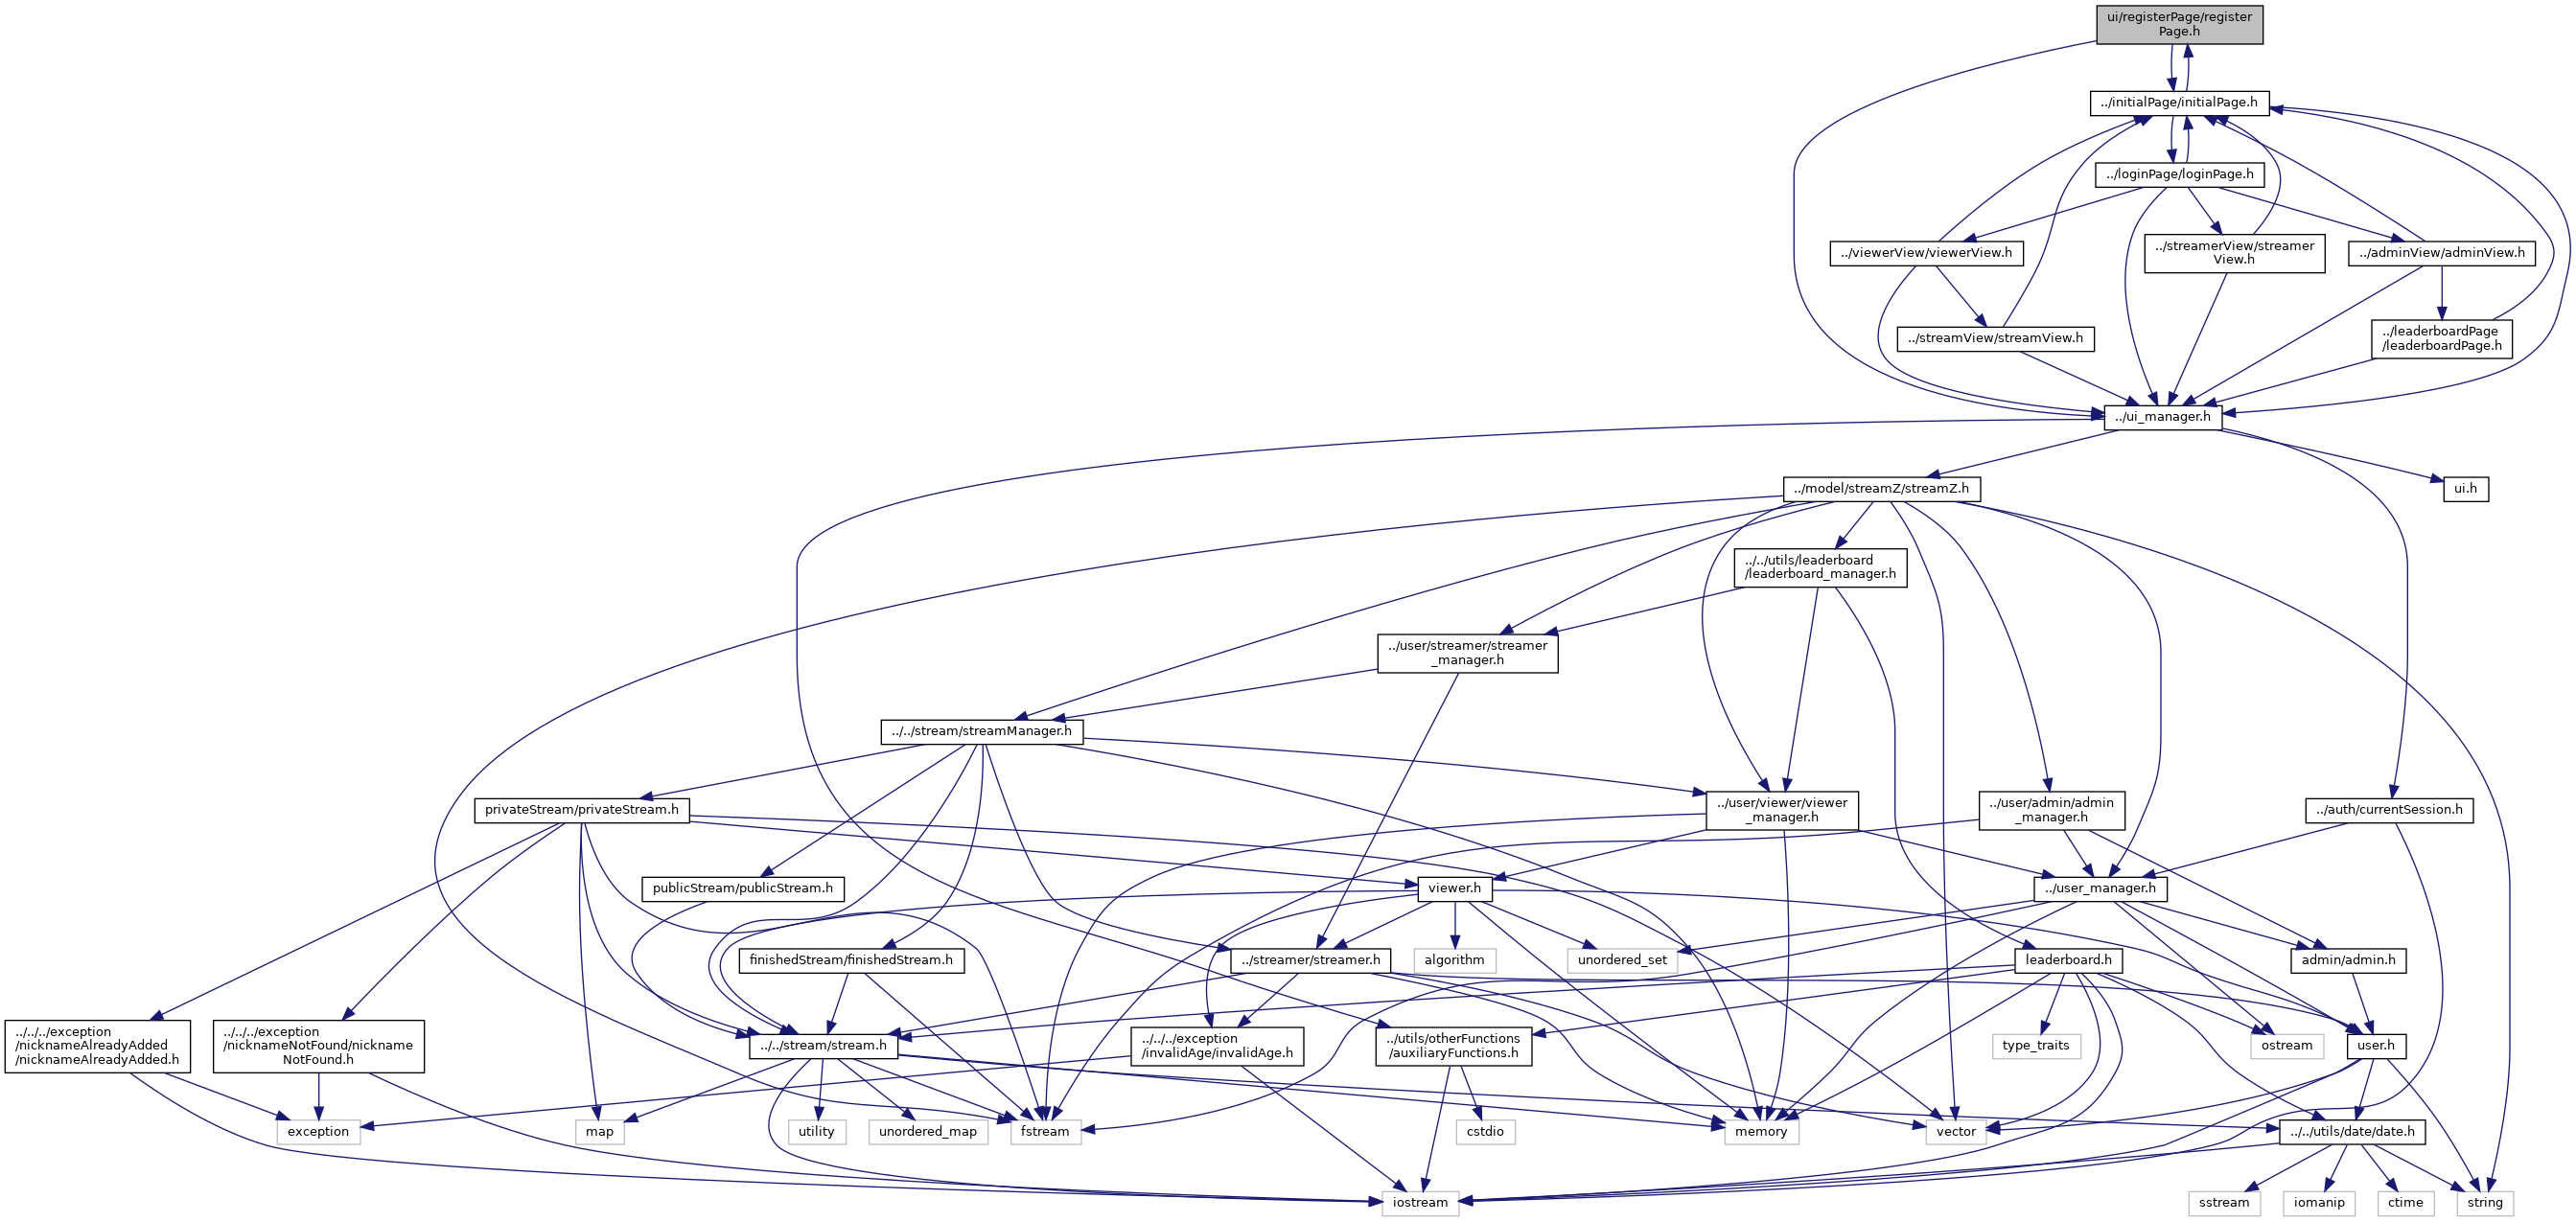 ui/registerPage/register
Page.h
../initialPage/initialPage.h
../loginPage/loginPage.h
../viewerView/viewerView.h
../streamerView/streamer
View.h
../adminView/adminView.h
../streamView/streamView.h
../leaderboardPage
/leaderboardPage.h
../ui_manager.h
../model/streamZ/streamZ.h
ui.h
../../utils/leaderboard
/leaderboard_manager.h
../user/streamer/streamer
_manager.h
../../stream/streamManager.h
privateStream/privateStream.h
../user/viewer/viewer
_manager.h
../user/admin/admin
_manager.h
../auth/currentSession.h
publicStream/publicStream.h
viewer.h
../user_manager.h
finishedStream/finishedStream.h
../streamer/streamer.h
algorithm
unordered_set
leaderboard.h
admin/admin.h
../../../exception
/nicknameAlreadyAdded
/nicknameAlreadyAdded.h
../../../exception
/nicknameNotFound/nickname
NotFound.h
../../stream/stream.h
../../../exception
/invalidAge/invalidAge.h
../utils/otherFunctions
/auxiliaryFunctions.h
type_traits
ostream
user.h
exception
map
utility
unordered_map
fstream
cstdio
memory
vector
../../utils/date/date.h
iostream
sstream
iomanip
ctime
string